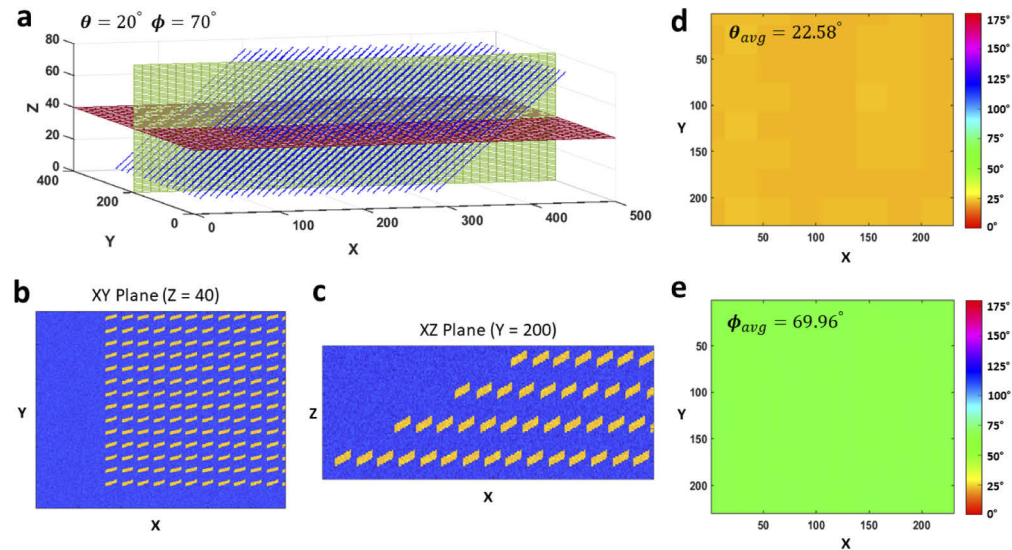 a
θ = 20° ϕ = 70°
80
60
40
20
0
Z
400
200
0
Y
0
100
200
300
400
500
X
b
XY Plane (Z = 40)
Y
X
c
XZ Plane (Y = 200)
Z
X
d
θavg = 22.58°
50
100
150
200
Y
50
100
150
200
X
175°
150°
125°
100°
75°
50°
25°
0°
e
ϕavg = 69.96°
50
100
150
200
Y
50
100
150
200
X
175°
150°
125°
100°
75°
50°
25°
0°